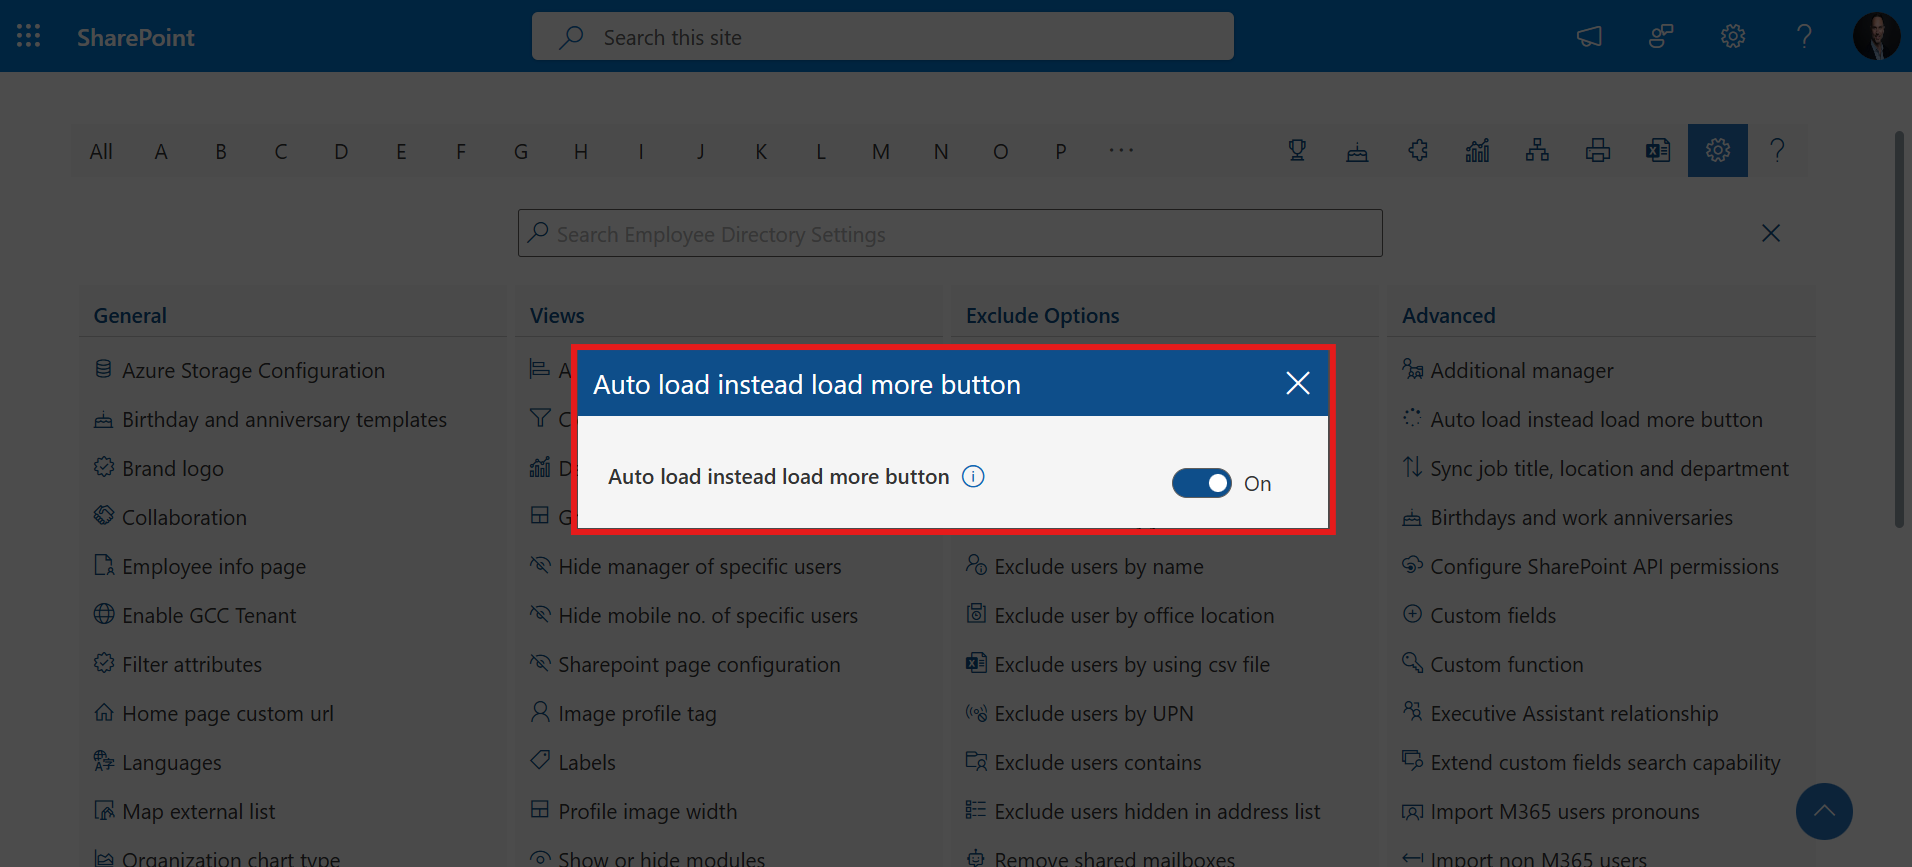 SharePoint
Search this site
All A B C D E F G H I J K L M N O P ...
Search Employee Directory Settings
General
Azure Storage Configuration
Birthday and anniversary templates
Brand logo
Collaboration
Employee info page
Enable GCC Tenant
Filter attributes
Home page custom url
Languages
Map external list
Organization chart type
Views
A
C
D
G
Hide manager of specific users
Hide mobile no. of specific users
Sharepoint page configuration
Image profile tag
Labels
Profile image width
Show or hide modules
Exclude Options
Exclude users by name
Exclude user by office location
Exclude users by using csv file
Exclude users by UPN
Exclude users contains
Exclude users hidden in address list
Remove shared mailboxes
Advanced
Additional manager
Auto load instead load more button
Sync job title, location and department
Birthdays and work anniversaries
Configure SharePoint API permissions
Custom fields
Custom function
Executive Assistant relationship
Extend custom fields search capability
Import M365 users pronouns
Import non M365 users
Auto load instead load more button
Auto load instead load more button
On